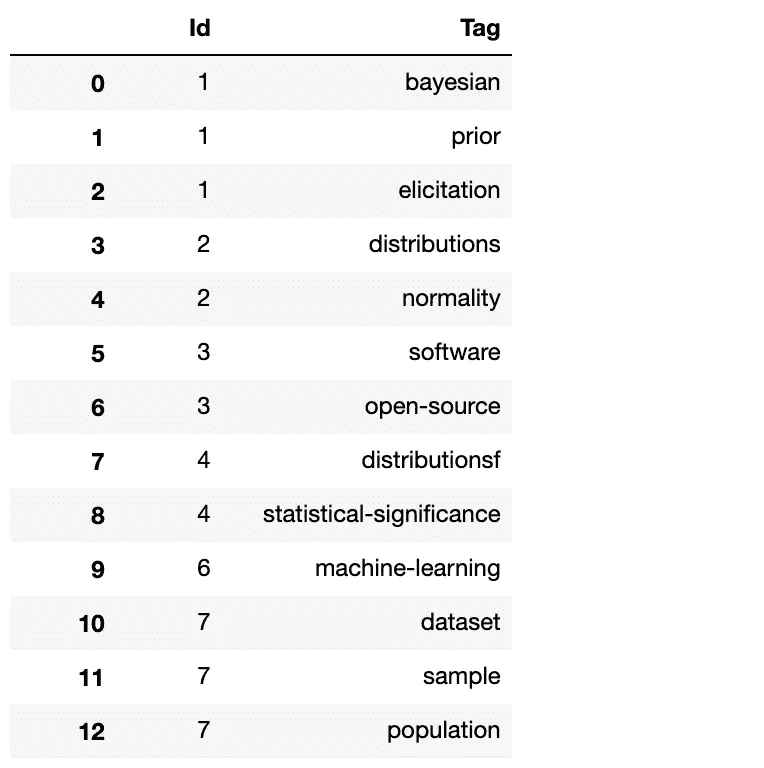 Id Tag
0 1 bayesian
1 1 prior
2 1 elicitation
3 2 distributions
4 2 normality
5 3 software
6 3 open-source
7 4 distributionsf
8 4 statistical-significance
9 6 machine-learning
10 7 dataset
11 7 sample
12 7 population